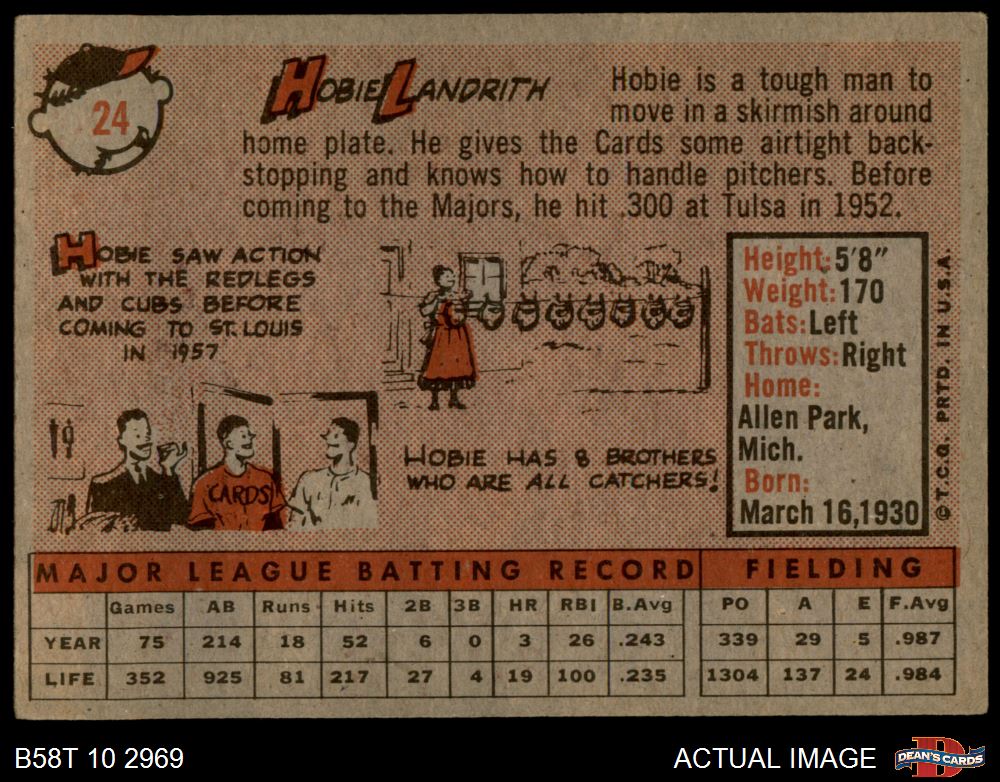 24
HOBIE LANDRITH
Hobie is a tough man to
move in a skirmish around
home plate. He gives the Cards some airtight back-
stopping and knows how to handle pitchers. Before
coming to the Majors, he hit .300 at Tulsa in 1952.
HOBIE SAW ACTION
WITH THE REDLEGS
AND CUBS BEFORE
COMING TO ST. LOUIS
IN 1957
CARDS
HOBIE HAS 8 BROTHERS
WHO ARE ALL CATCHERS!
Height: 5'8"
Weight: 170
Bats: Left
Throws: Right
Home:
Allen Park,
Mich.
Born:
March 16, 1930
© T.C.G. PRTD. IN U.S.A.
MAJOR LEAGUE BATTING RECORD FIELDING
Games AB Runs Hits 2B 3B HR RBI B.Avg PO A E F.Avg
YEAR 75 214 18 52 6 0 3 26 .243 339 29 5 .987
LIFE 352 925 81 217 27 4 19 100 .235 1304 137 24 .984
B58T 10 2969
ACTUAL IMAGE
D
DEAN'S CARDS